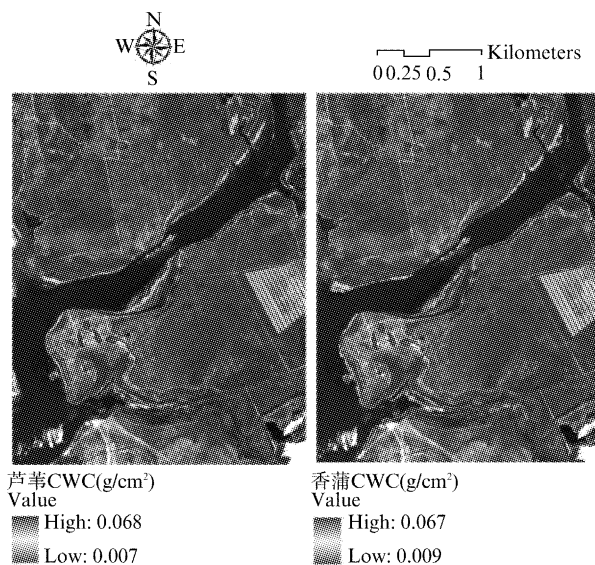 N
W E
S
Kilometers
0 0.25 0.5 1
芦苇CWC(g/cm²)
Value
High: 0.068
Low: 0.007
香蒲CWC(g/cm²)
Value
High: 0.067
Low: 0.009